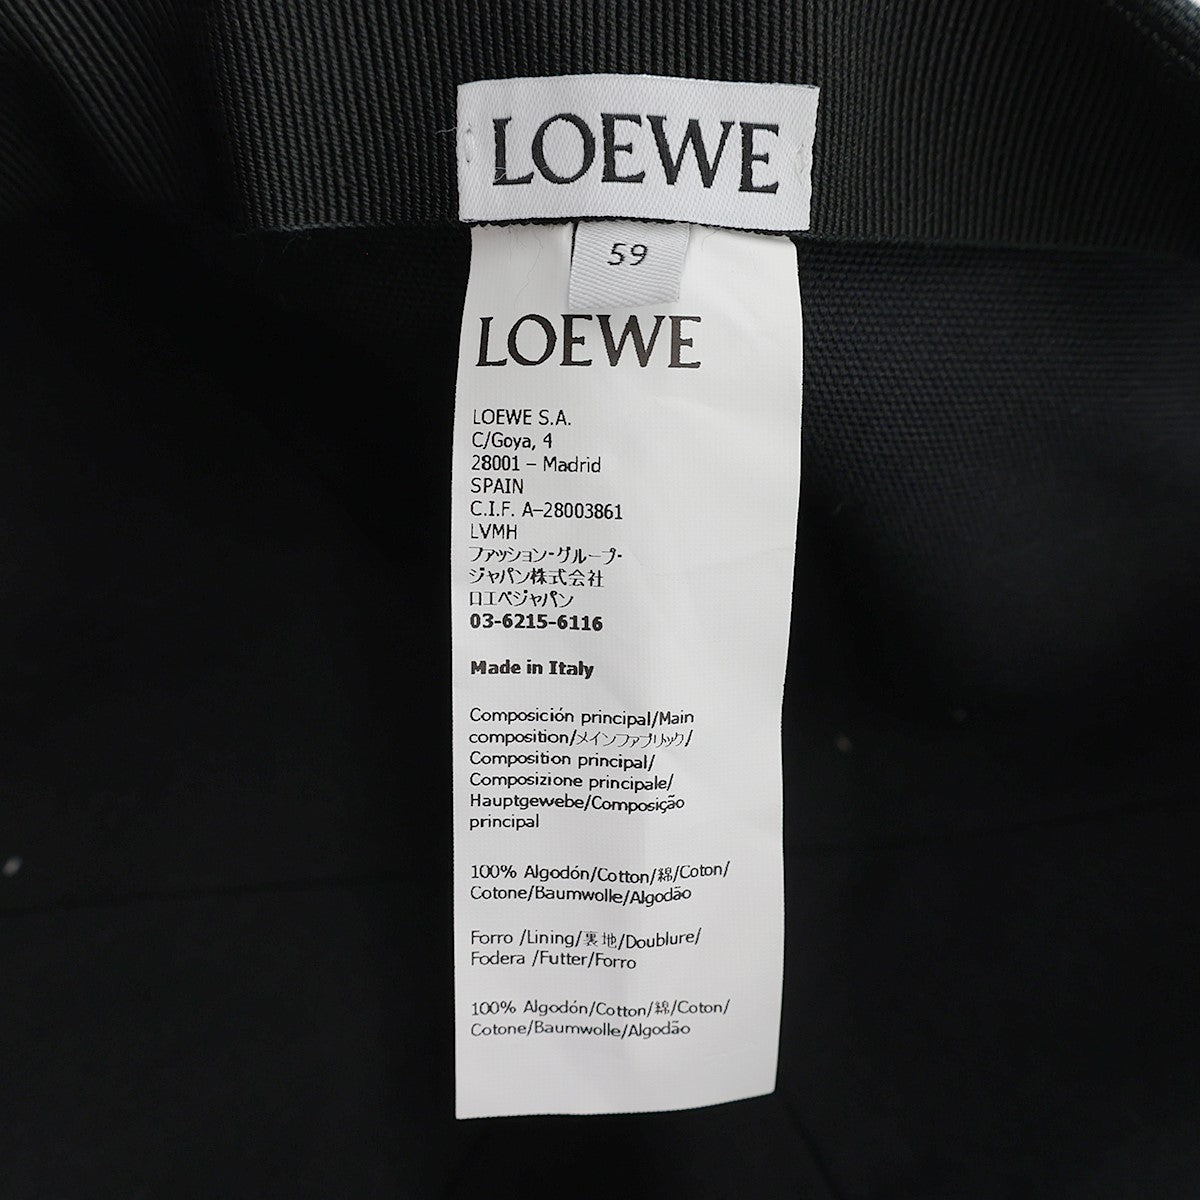 LOEWE
59
LOEWE
LOEWE S.A.
C/Goya, 4
28001 – Madrid
SPAIN
C.I.F. A–28003861
LVMH
ファッション・グループ・
ジャパン株式会社
ロエベジャパン
03-6215-6116
Made in Italy
Composición principal/Main
composition/メインファブリック/
Composition principal/
Composizione principale/
Hauptgewebe/Composição
principal
100% Algodón/Cotton/綿/Coton/
Cotone/Baumwolle/Algodão
Forro /Lining/裏地/Doublure/
Fodera /Futter/Forro
100% Algodón/Cotton/綿/Coton/
Cotone/Baumwolle/Algodão